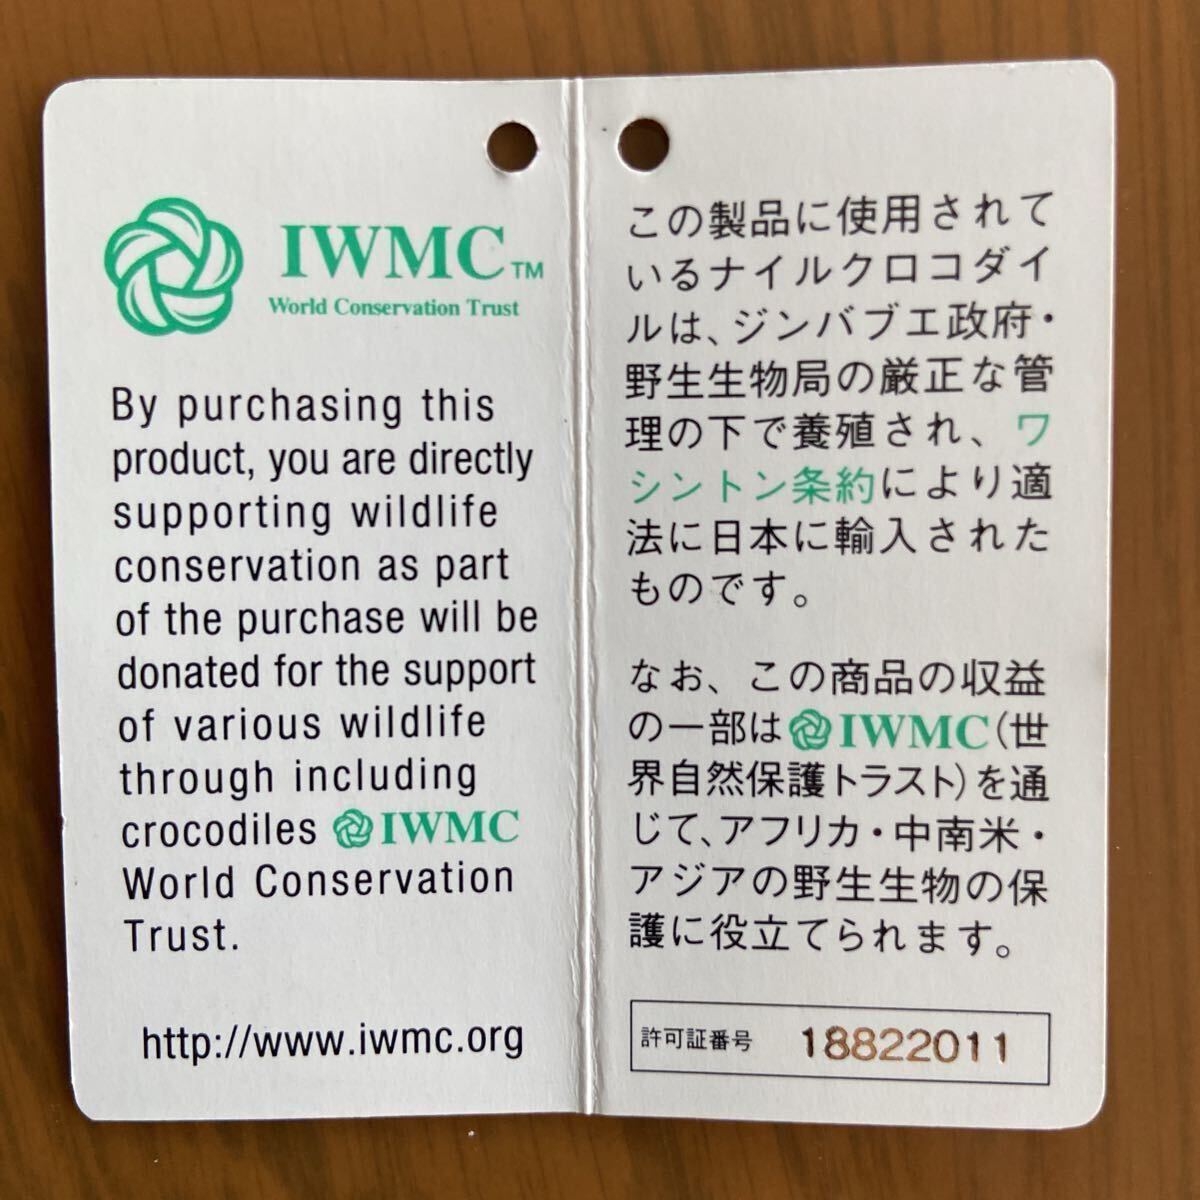 IWMC™
World Conservation Trust
By purchasing this
product, you are directly
supporting wildlife
conservation as part
of the purchase will be
donated for the support
of various wildlife
through including
crocodiles IWMC
World Conservation
Trust.
http://www.iwmc.org
この製品に使用されて
いるナイルクロコダイ
ルは、ジンバブエ政府・
野生生物局の厳正な管
理の下で養殖され、ワ
シントン条約により適
法に日本に輸入された
ものです。
なお、この商品の収益
の一部はIWMC(世
界自然保護トラスト)を通
じて、アフリカ・中南米・
アジアの野生生物の保
護に役立てられます。
許可証番号 18822011